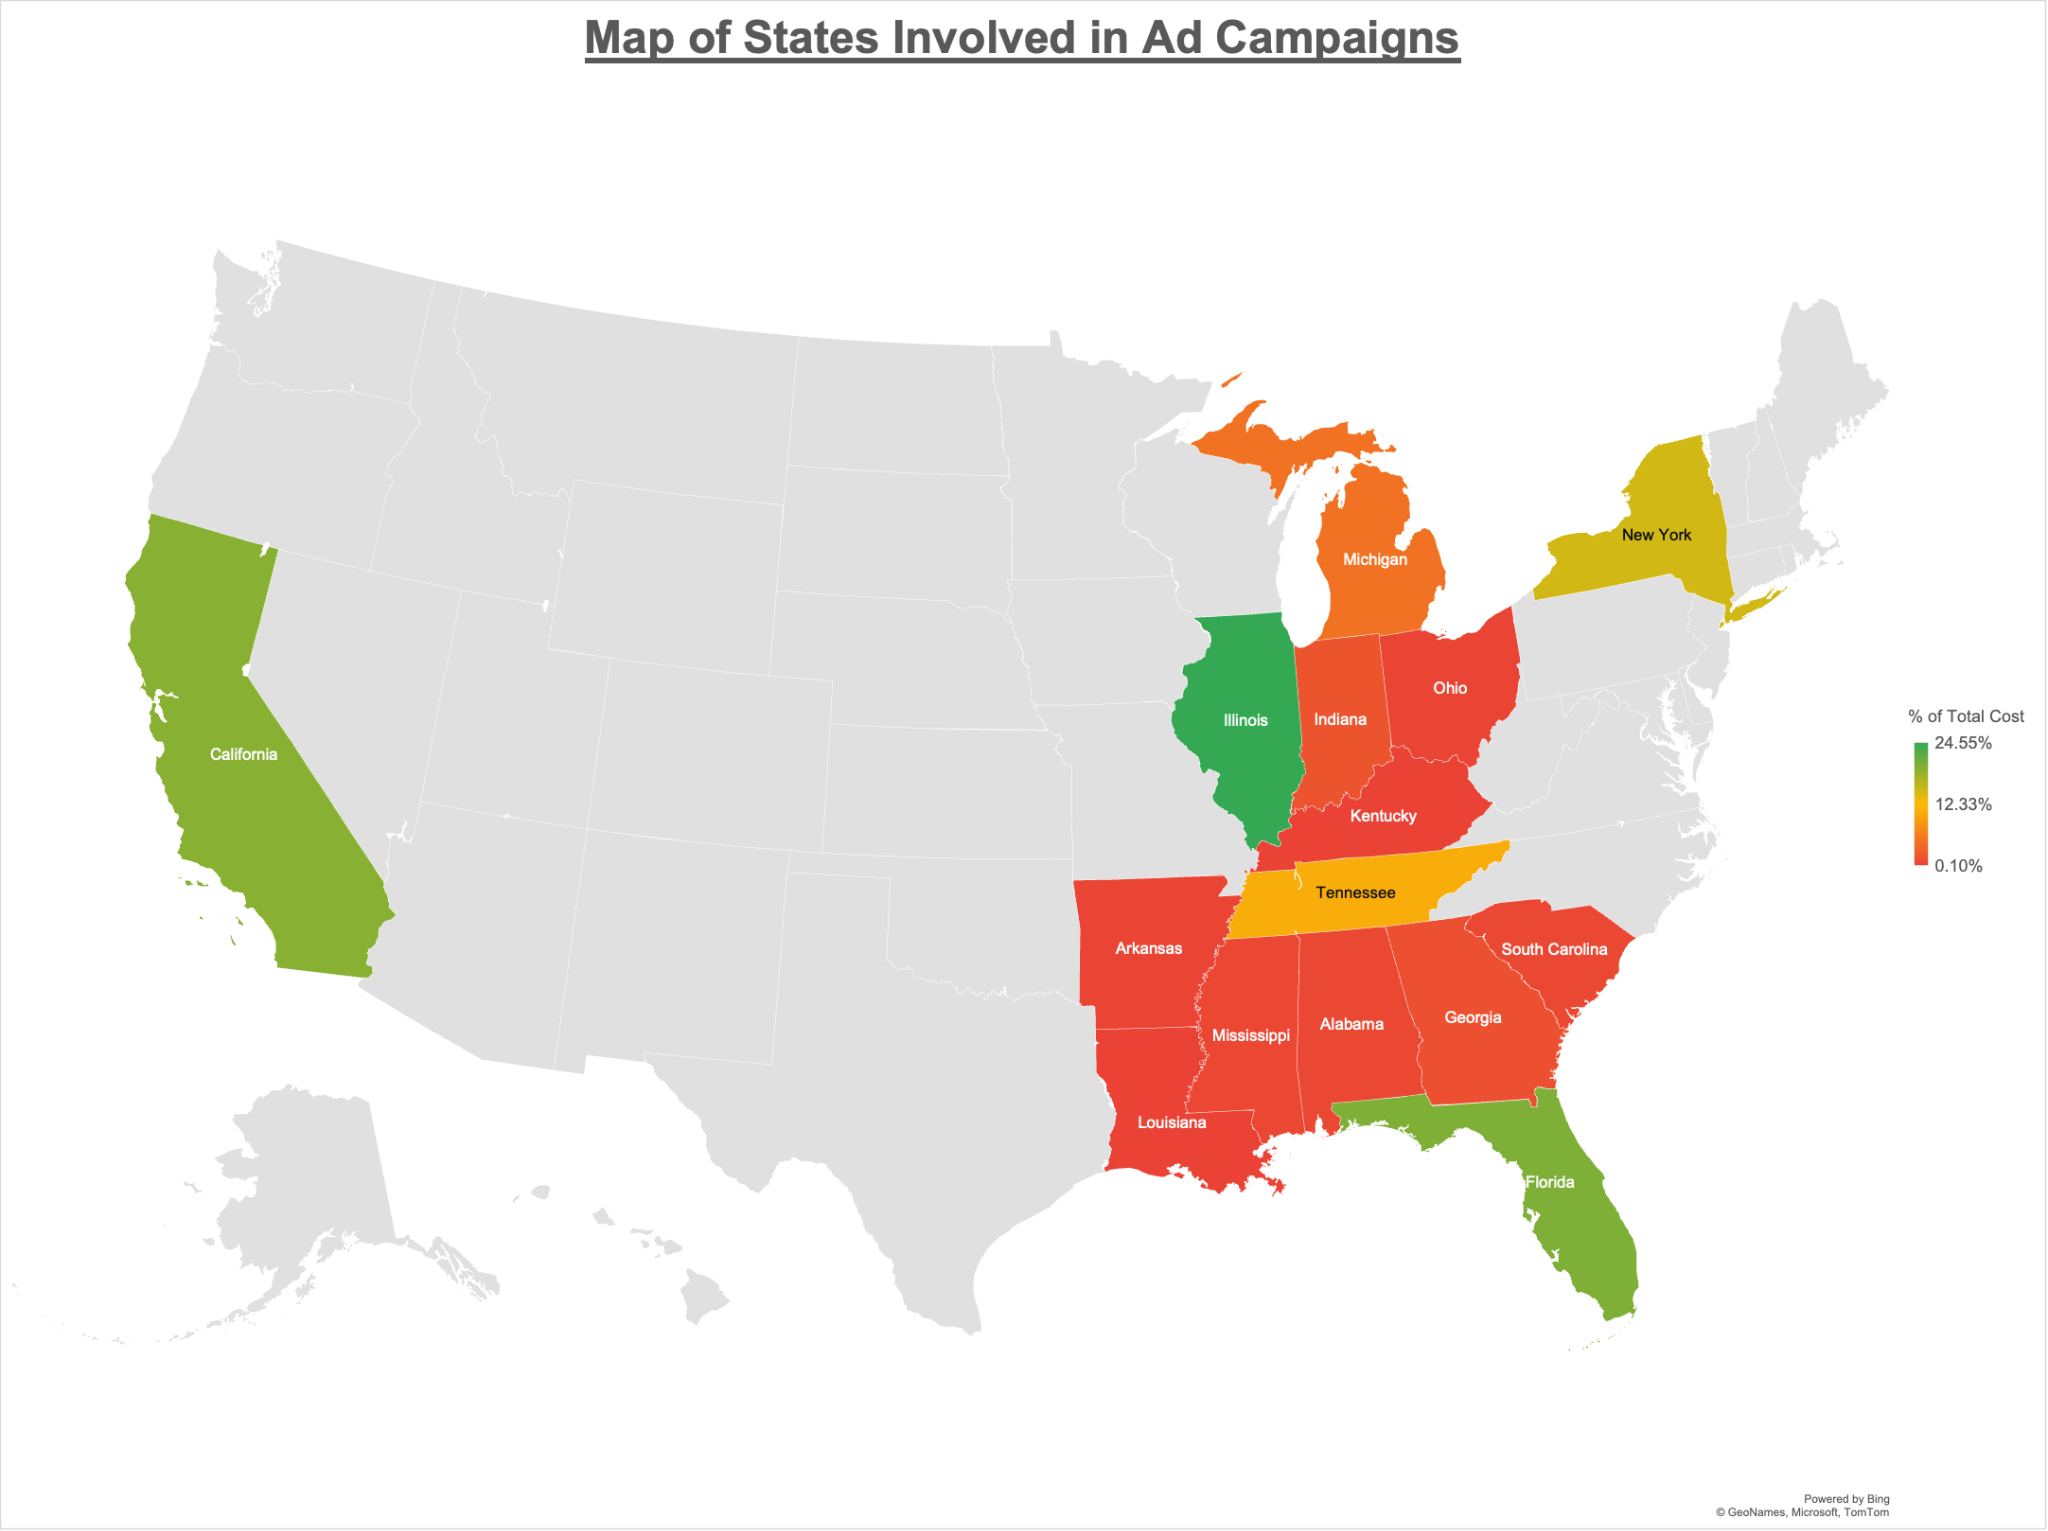 Map of States Involved in Ad Campaigns
New York
Michigan
Ohio
Illinois
Indiana
% of Total Cost
24.55%
California
12.33%
Kentucky
0.10%
Tennessee
Arkansas
South Carolina
Georgia
Alabama
Mississippi
Louisiana
Florida
Powered by Bing
© GeoNames, Microsoft, TomTom